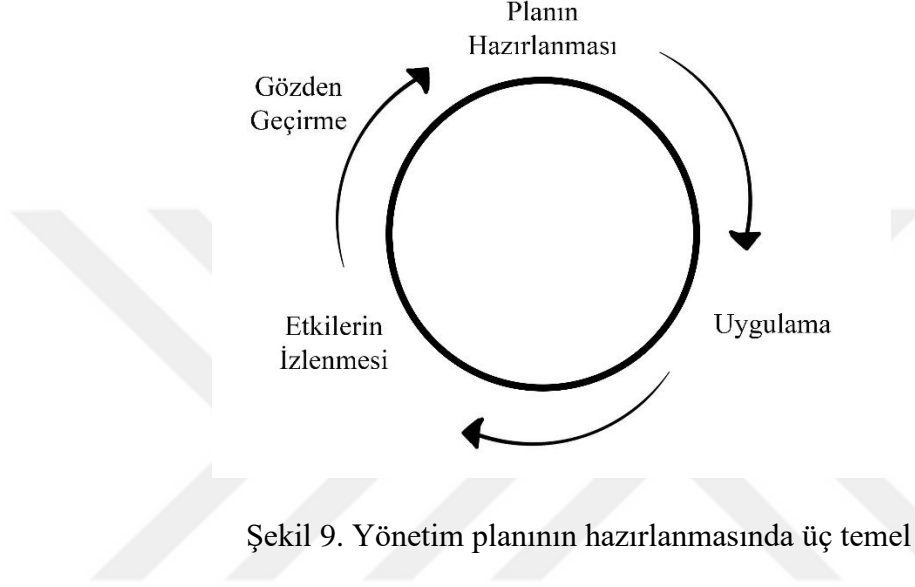 Planın
Hazırlanması
Gözden
Geçirme
Etkilerin
İzlenmesi
Uygulama
Şekil 9. Yönetim planının hazırlanmasında üç temel